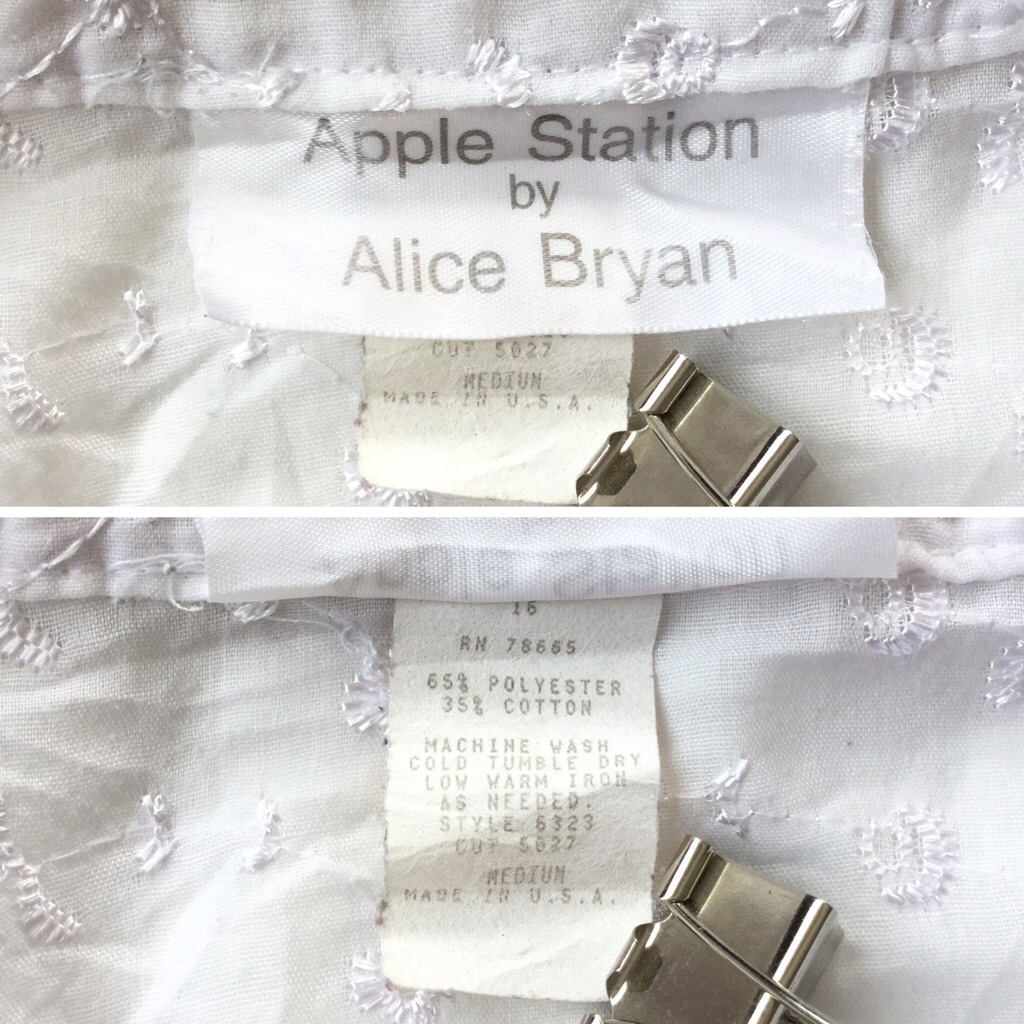 Apple Station
by
Alice Bryan
CUT 5027
MEDIUM
MADE IN U.S.A.
16
RN 78665
65% POLYESTER
35% COTTON
MACHINE WASH
COLD TUMBLE DRY
LOW WARM IRON
AS NEEDED.
STYLE 6323
CUT 5027
MEDIUM
MADE IN U.S.A.